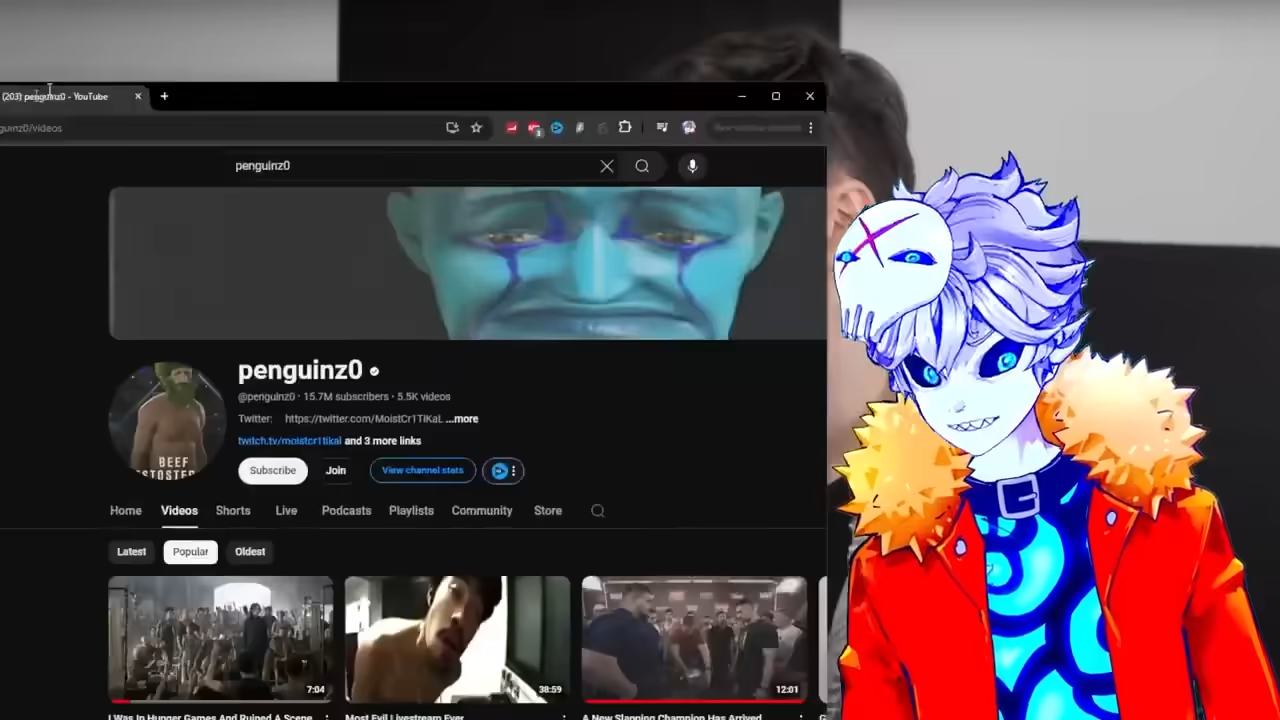 (203) penguinz0 - YouTube
guinz0/videos
3
penguinz0
penguinz0
@penguinz0 · 15.7M subscribers · 5.5K videos
Twitter: https://twitter.com/MoistCr1TiKaL ...more
twitch.tv/moistcr1tikal and 3 more links
BEEF
Subscribe
Join
View channel stats
Home
Videos
Shorts
Live
Podcasts
Playlists
Community
Store
Latest
Popular
Oldest
7:04
38:59
12:01
I Was In Hunger Games And Ruined A Scene
Most Evil Livestream Ever
A New Slapping Champion Has Arrived